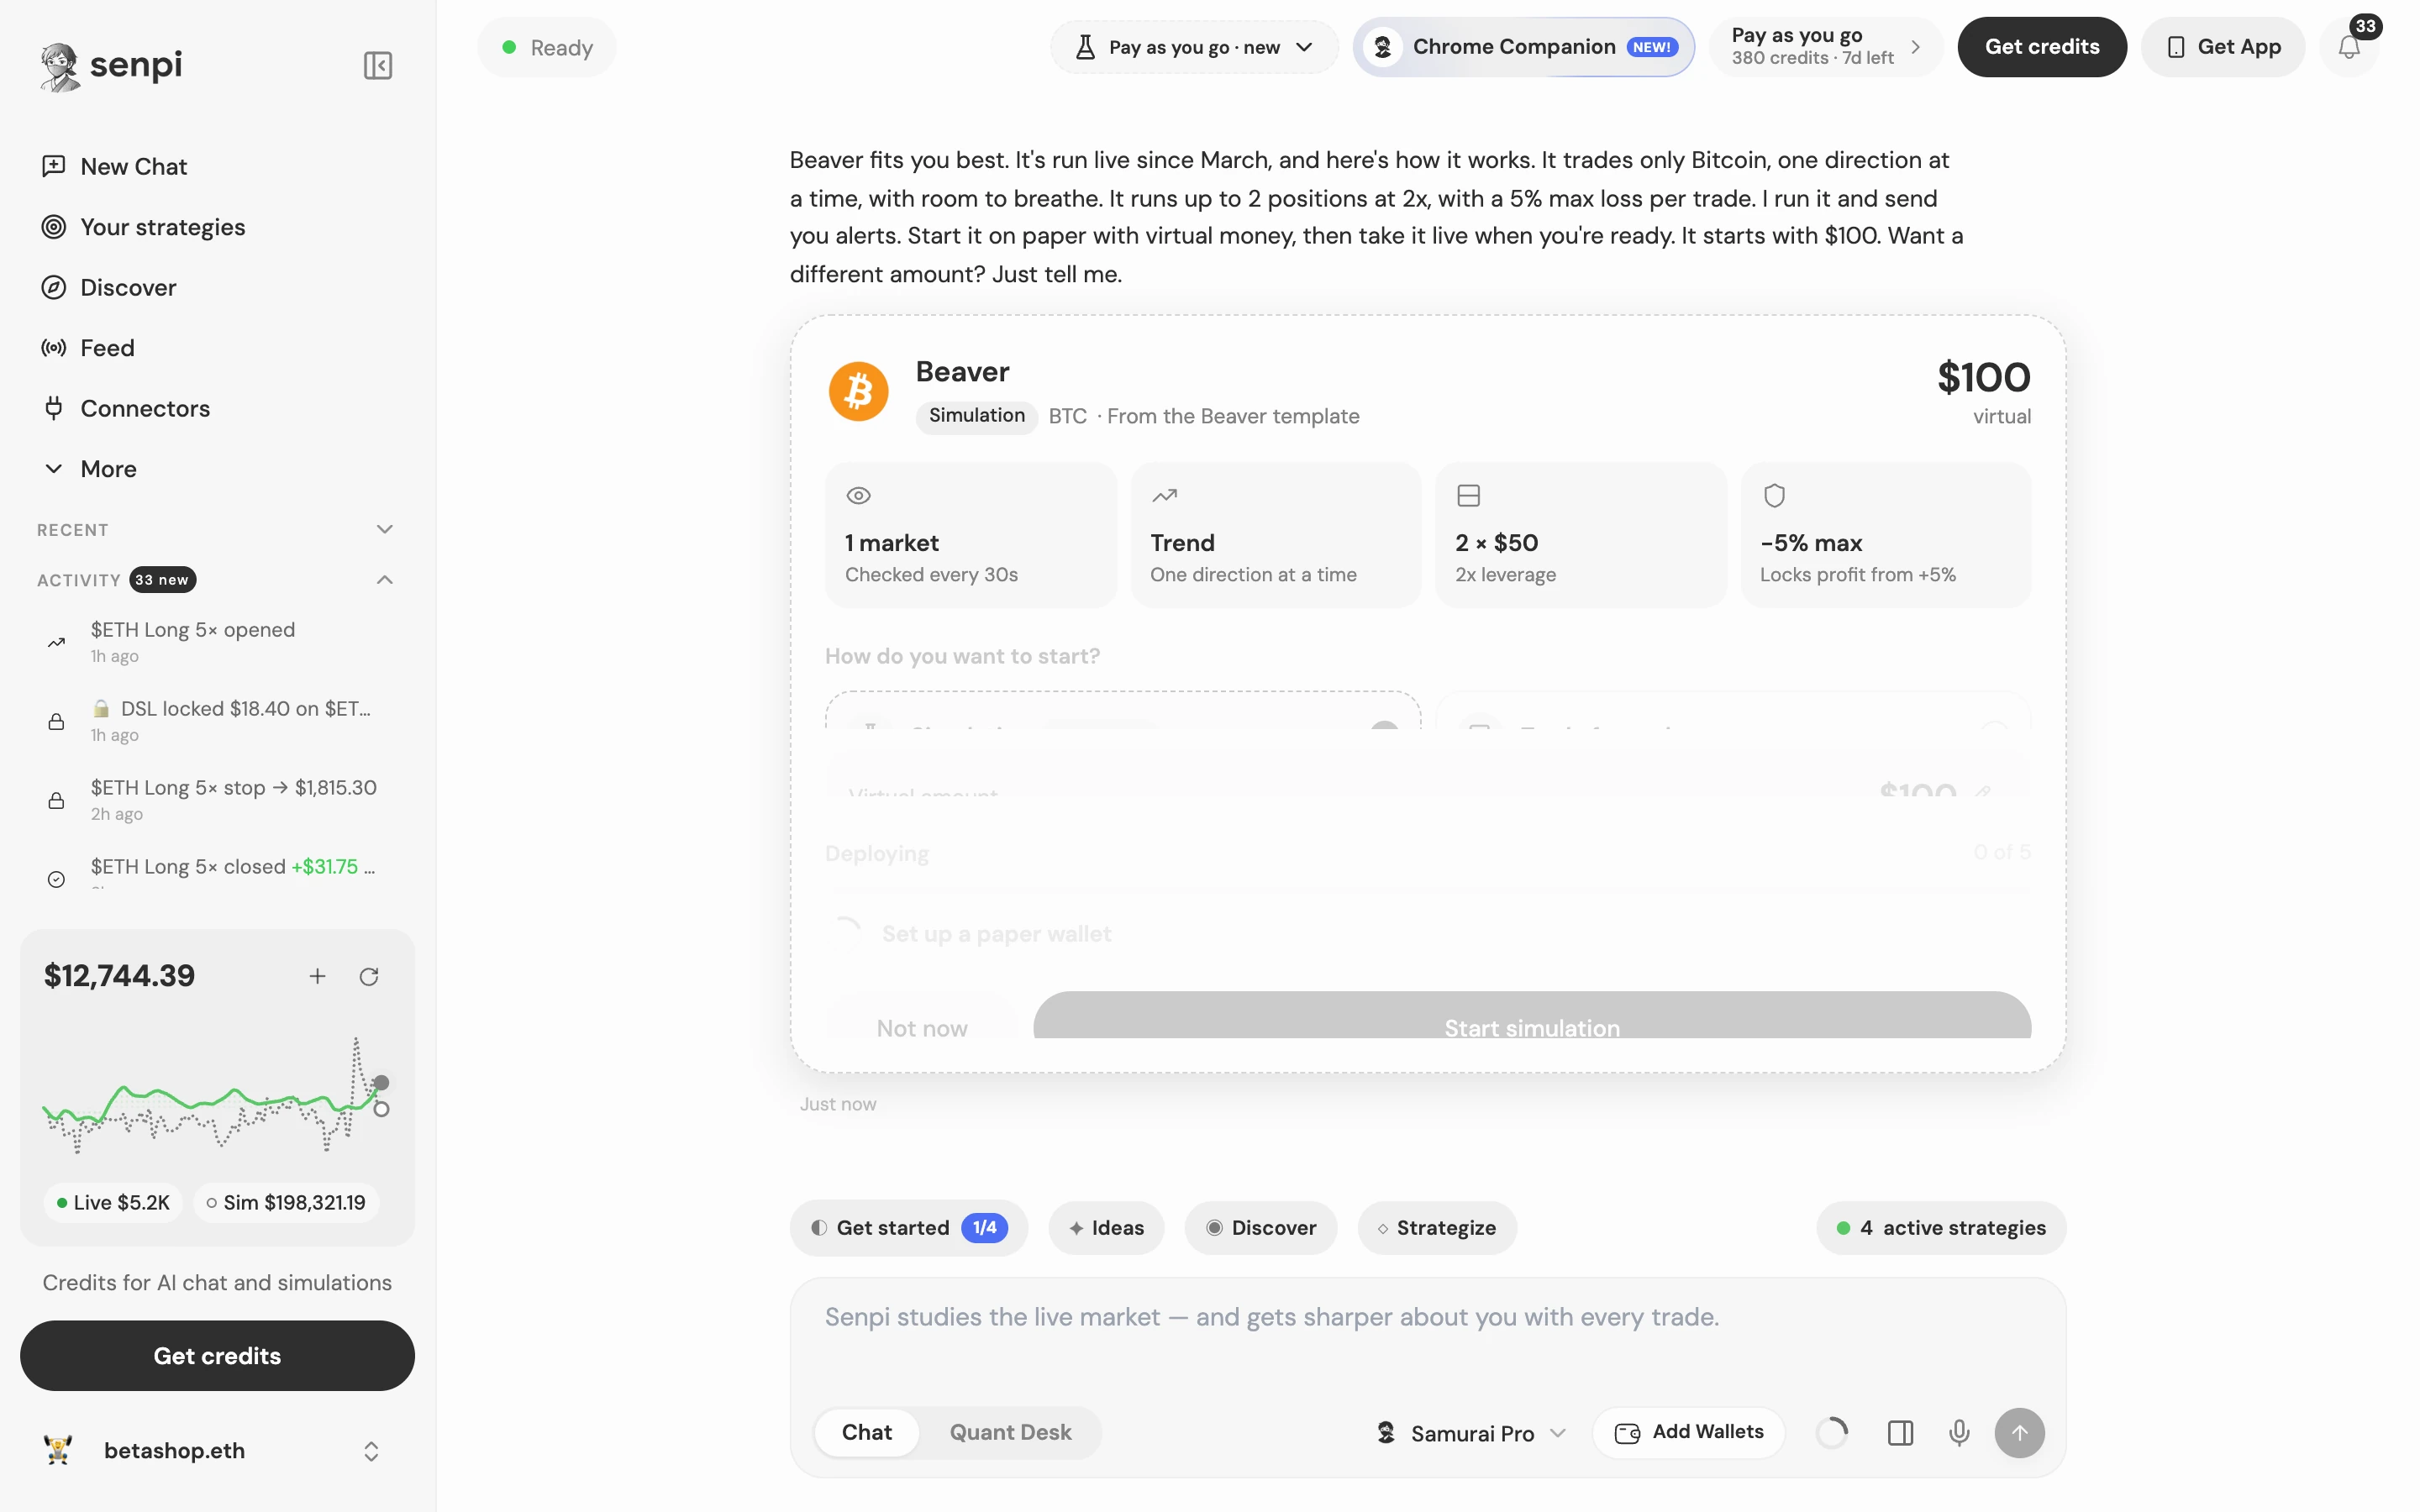 senpi
New Chat
Your strategies
Discover
Feed
Connectors
More
RECENT
ACTIVITY 33 new
$ETH Long 5× opened
1h ago
DSL locked $18.40 on $ET...
1h ago
$ETH Long 5× stop → $1,815.30
2h ago
$ETH Long 5× closed +$31.75 ...
$12,744.39
Live $5.2K
Sim $198,321.19
Credits for AI chat and simulations
Get credits
betashop.eth
Ready
Pay as you go · new
Chrome Companion NEW!
Pay as you go
380 credits · 7d left
Get credits
Get App
33
Beaver fits you best. It's run live since March, and here's how it works. It trades only Bitcoin, one direction at
a time, with room to breathe. It runs up to 2 positions at 2x, with a 5% max loss per trade. I run it and send
you alerts. Start it on paper with virtual money, then take it live when you're ready. It starts with $100. Want a
different amount? Just tell me.
Beaver
Simulation BTC · From the Beaver template
$100
virtual
1 market
Checked every 30s
Trend
One direction at a time
2 × $50
2x leverage
−5% max
Locks profit from +5%
How do you want to start?
Virtual amount
$100
Deploying
0 of 5
Set up a paper wallet
Not now
Start simulation
Just now
Get started 1/4
Ideas
Discover
Strategize
4 active strategies
Senpi studies the live market — and gets sharper about you with every trade.
Chat
Quant Desk
Samurai Pro
Add Wallets